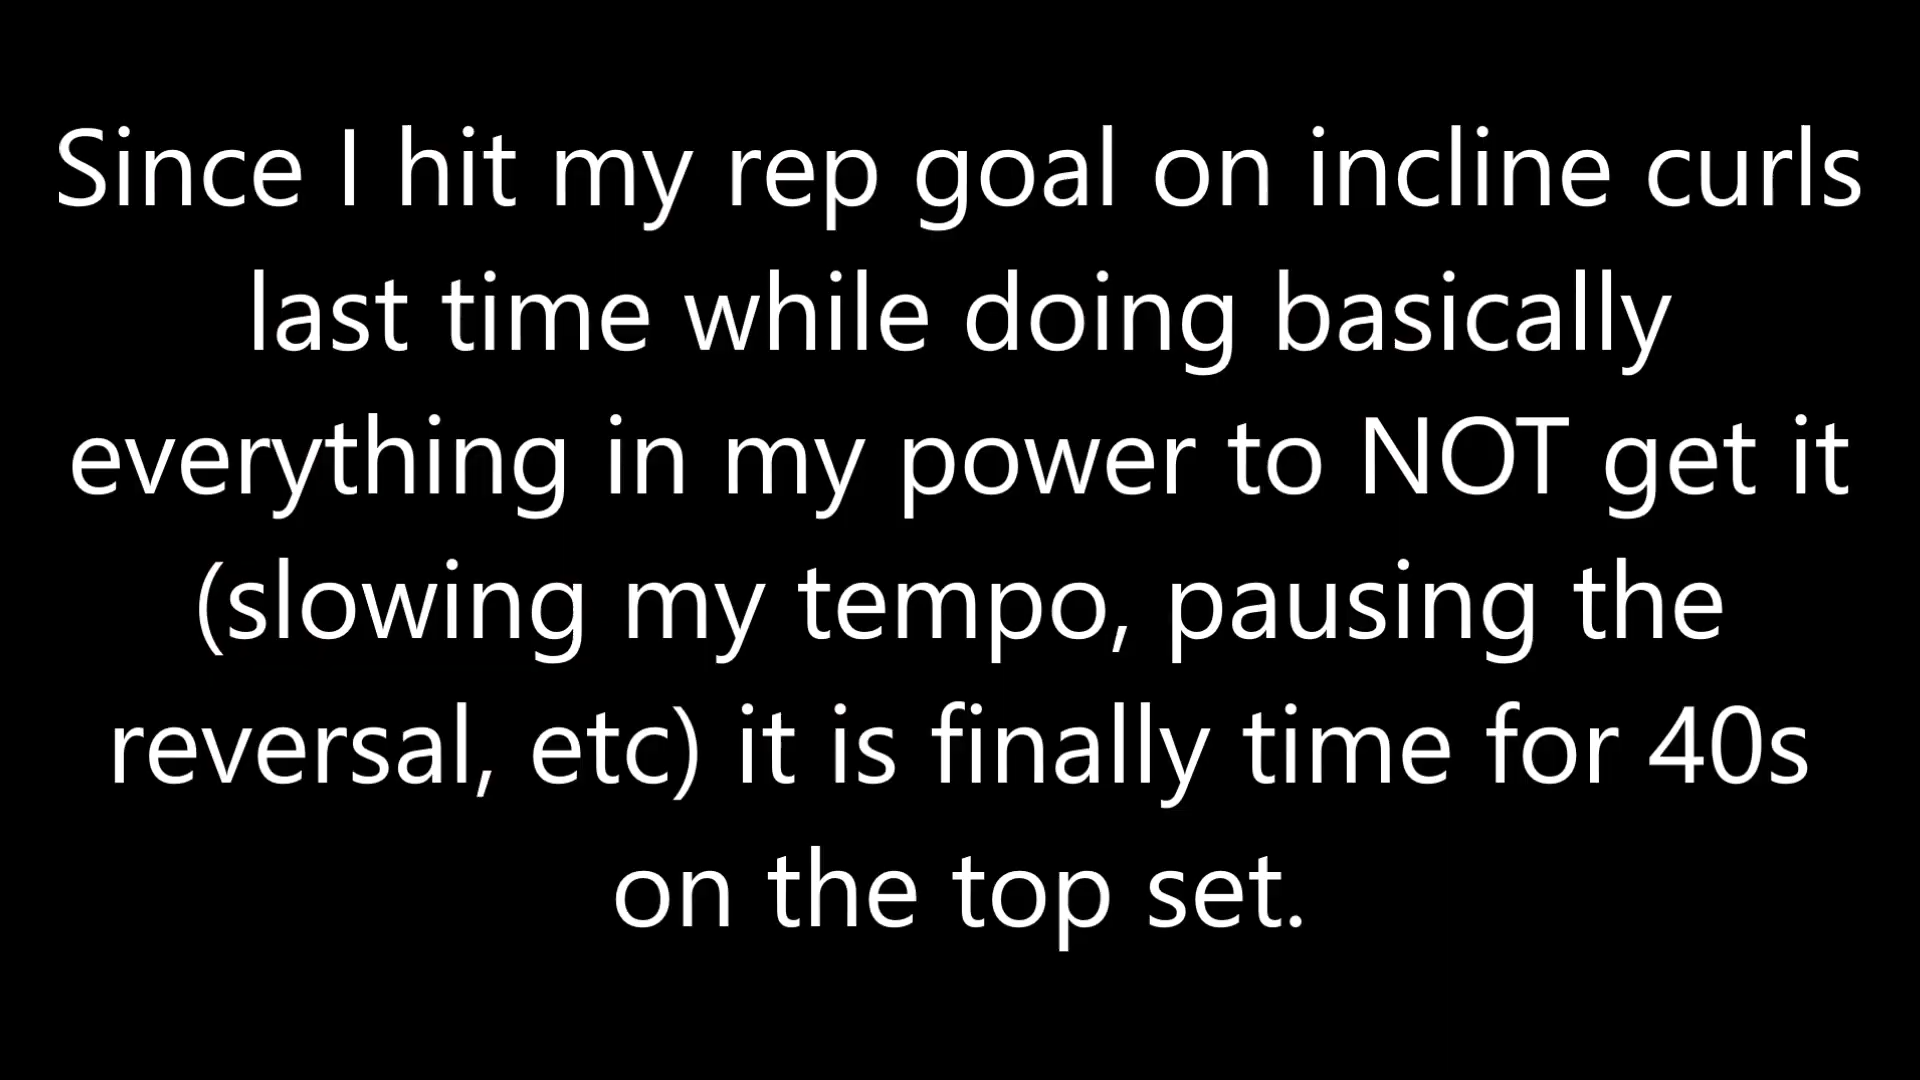 Since I hit my rep goal on incline curls
last time while doing basically
everything in my power to NOT get it
(slowing my tempo, pausing the
reversal, etc) it is finally time for 40s
on the top set.